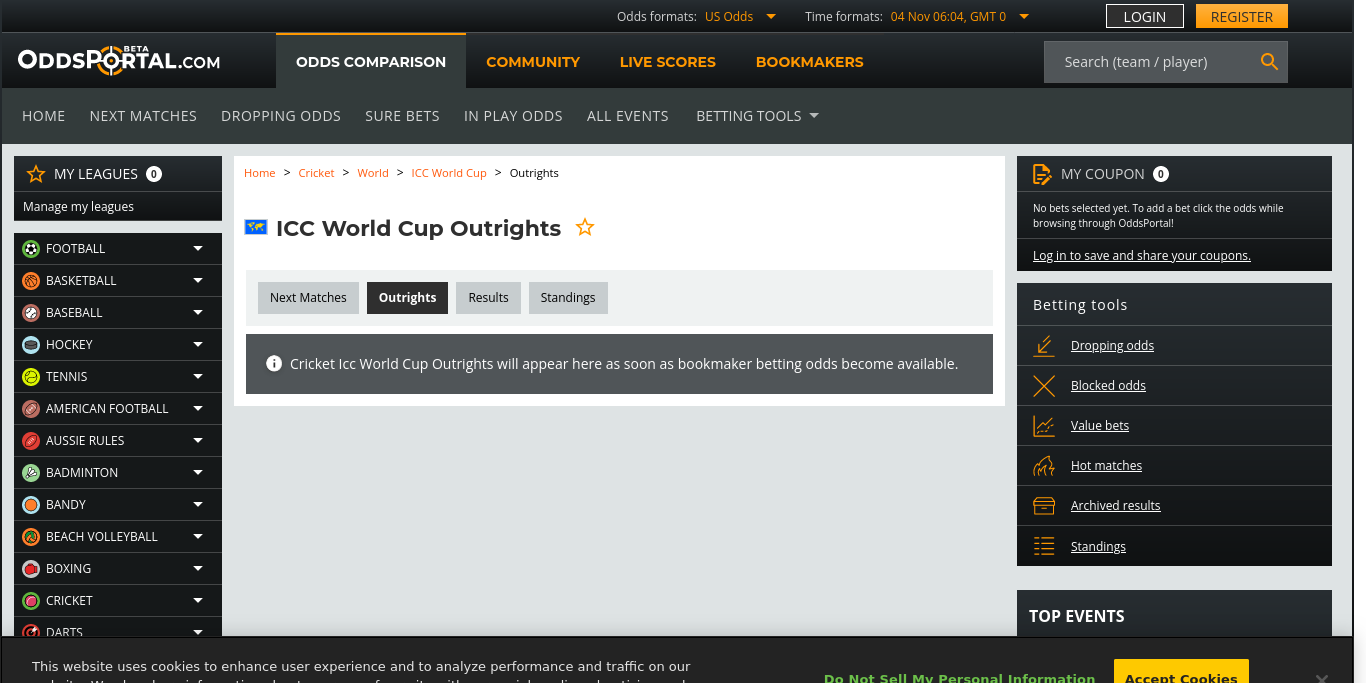 Odds formats: US Odds Time formats: 04 Nov 06:04, GMT 0 LOGIN REGISTER
ODDSPORTAL.COM BETA ODDS COMPARISON COMMUNITY LIVE SCORES BOOKMAKERS Search (team / player)
HOME NEXT MATCHES DROPPING ODDS SURE BETS IN PLAY ODDS ALL EVENTS BETTING TOOLS
MY LEAGUES 0
Manage my leagues
FOOTBALL
BASKETBALL
BASEBALL
HOCKEY
TENNIS
AMERICAN FOOTBALL
AUSSIE RULES
BADMINTON
BANDY
BEACH VOLLEYBALL
BOXING
CRICKET
DARTS
Home > Cricket > World > ICC World Cup > Outrights
ICC World Cup Outrights
Next Matches Outrights Results Standings
Cricket Icc World Cup Outrights will appear here as soon as bookmaker betting odds become available.
MY COUPON 0
No bets selected yet. To add a bet click the odds while
browsing through OddsPortal!
Log in to save and share your coupons.
Betting tools
Dropping odds
Blocked odds
Value bets
Hot matches
Archived results
Standings
TOP EVENTS
This website uses cookies to enhance user experience and to analyze performance and traffic on our
Do Not Sell My Personal Information Accept Cookies